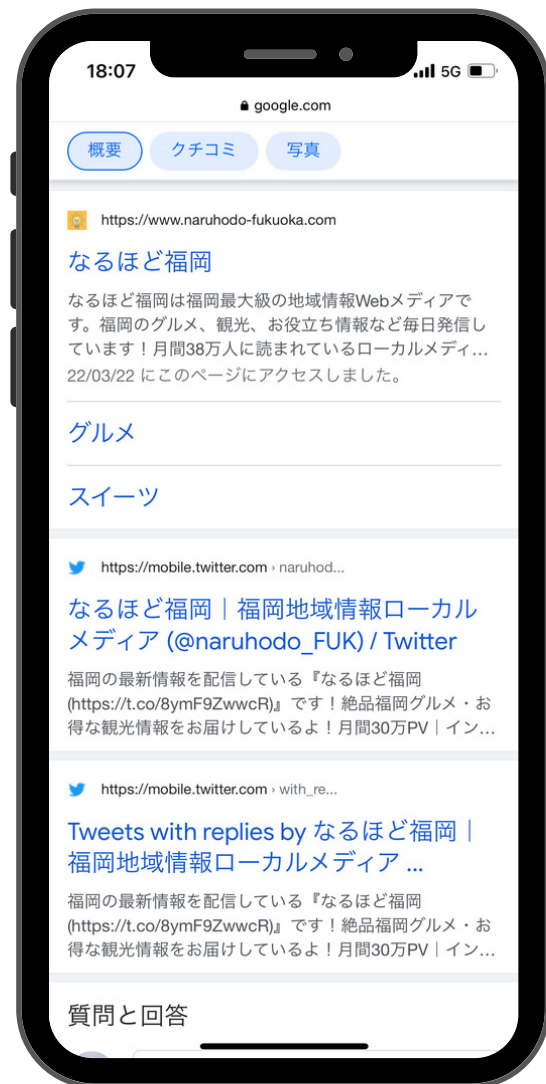 18:07
5G
google.com
概要 クチコミ 写真
https://www.naruhodo-fukuoka.com
なるほど福岡
なるほど福岡は福岡最大級の地域情報Webメディアで
す。福岡のグルメ、観光、お役立ち情報など毎日発信し
ています！月間38万人に読まれているローカルメディ...
22/03/22 にこのページにアクセスしました。
グルメ
スイーツ
https://mobile.twitter.com › naruhod...
なるほど福岡｜福岡地域情報ローカル
メディア (@naruhodo_FUK) / Twitter
福岡の最新情報を配信している『なるほど福岡
(https://t.co/8ymF9ZwwcR)』です！絶品福岡グルメ・お
得な観光情報をお届けしているよ！月間30万PV｜イン...
https://mobile.twitter.com › with_re...
Tweets with replies by なるほど福岡｜
福岡地域情報ローカルメディア ...
福岡の最新情報を配信している『なるほど福岡
(https://t.co/8ymF9ZwwcR)』です！絶品福岡グルメ・お
得な観光情報をお届けしているよ！月間30万PV｜イン...
質問と回答